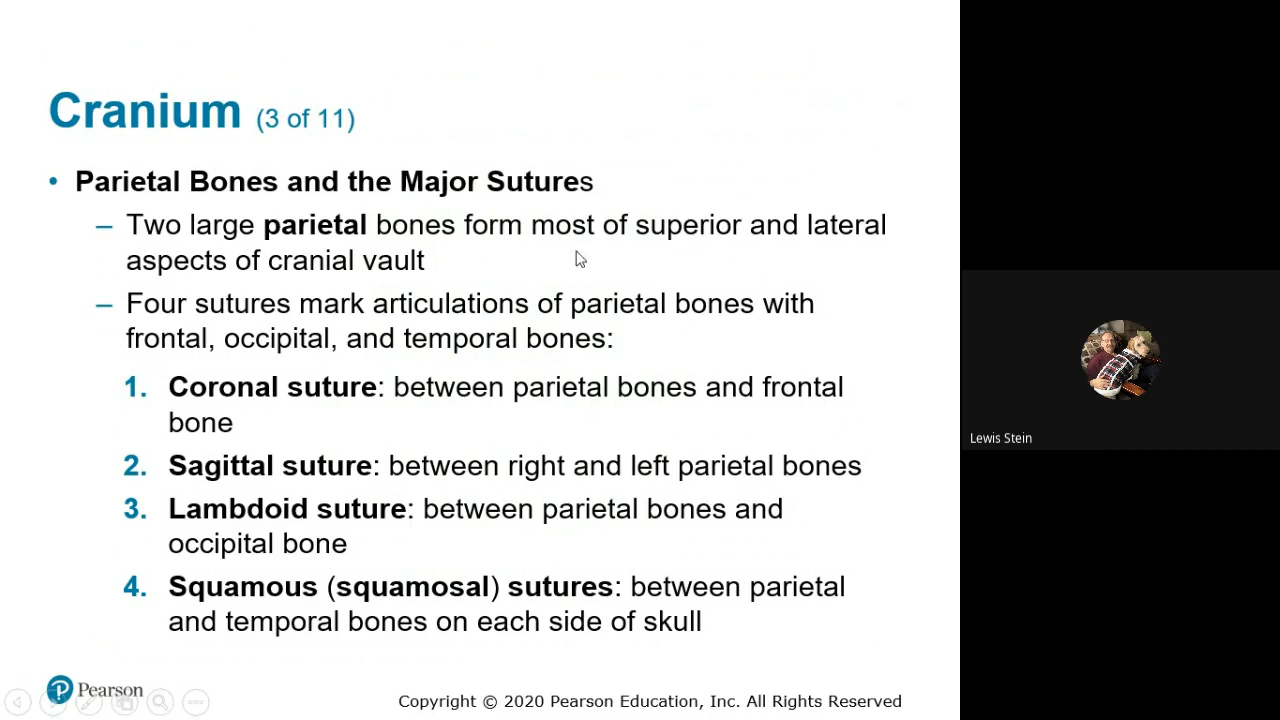 Cranium (3 of 11)
• Parietal Bones and the Major Sutures
– Two large parietal bones form most of superior and lateral
aspects of cranial vault
– Four sutures mark articulations of parietal bones with
frontal, occipital, and temporal bones:
1. Coronal suture: between parietal bones and frontal
bone
2. Sagittal suture: between right and left parietal bones
3. Lambdoid suture: between parietal bones and
occipital bone
4. Squamous (squamosal) sutures: between parietal
and temporal bones on each side of skull
Pearson
Copyright © 2020 Pearson Education, Inc. All Rights Reserved
Lewis Stein